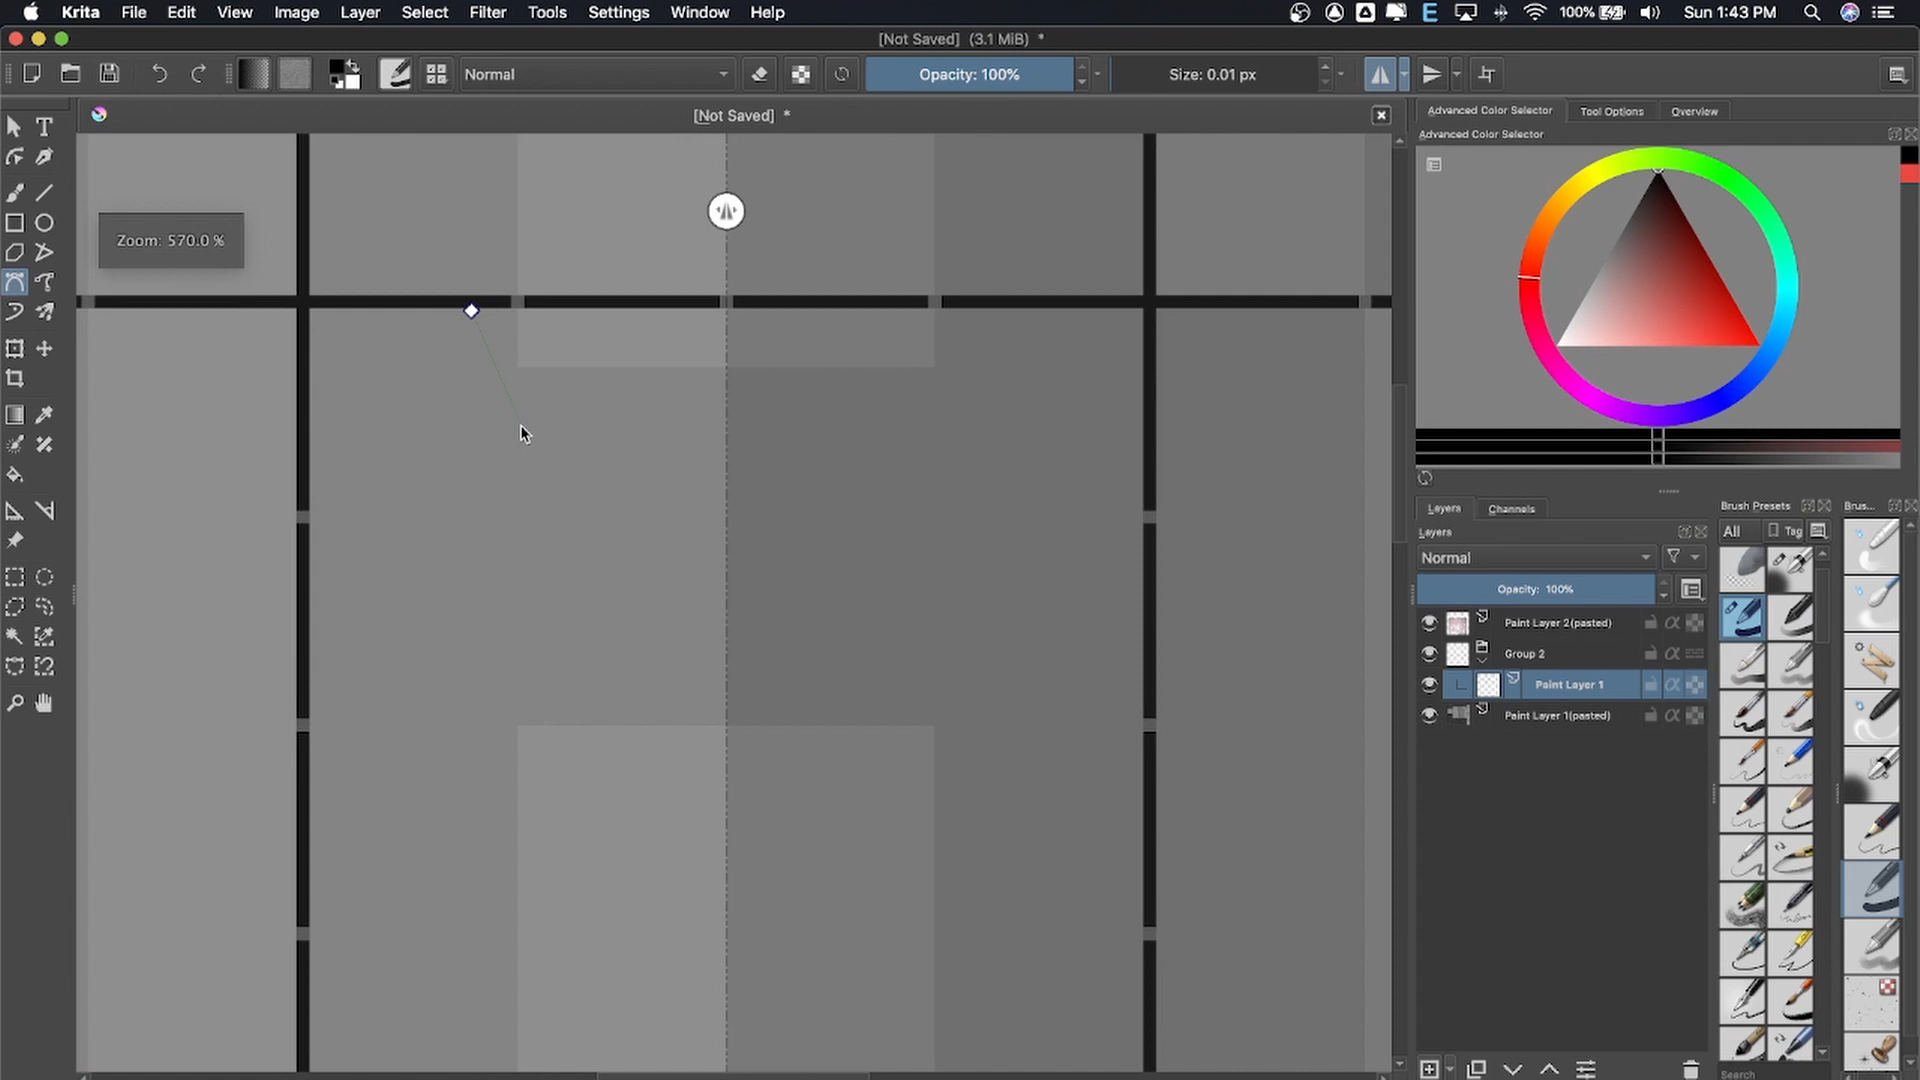 Krita File Edit View Image Layer Select Filter Tools Settings Window Help 100% Sun 1:43 PM
[Not Saved] (3.1 MiB) *
Normal Opacity: 100% Size: 0.01 px
[Not Saved] *
Advanced Color Selector Tool Options Overview
Advanced Color Selector
Zoom: 570.0 %
Layers Channels Brush Presets Brus...
Layers All Tag
Normal
Opacity: 100%
Paint Layer 2(pasted)
Group 2
Paint Layer 1
Paint Layer 1(pasted)
Search